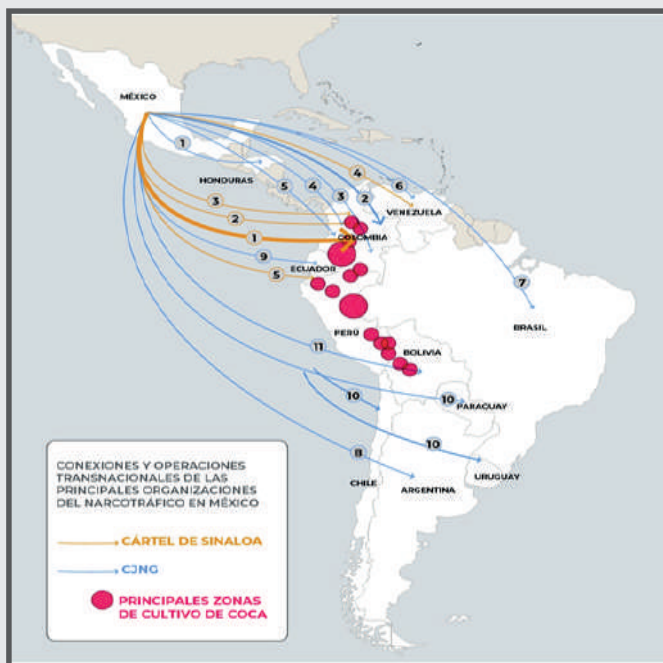 MÉXICO
1
HONDURAS
5
4
3
2
4
6
VENEZUELA
3
2
1
COLOMBIA
9
ECUADOR
5
7
BRASIL
PERÚ
11
BOLIVIA
10
10
PARAGUAY
10
8
URUGUAY
CHILE
ARGENTINA
CONEXIONES Y OPERACIONES
TRANSNACIONALES DE LAS
PRINCIPALES ORGANIZACIONES
DEL NARCOTRÁFICO EN MÉXICO
CÁRTEL DE SINALOA
CJNG
PRINCIPALES ZONAS
DE CULTIVO DE COCA